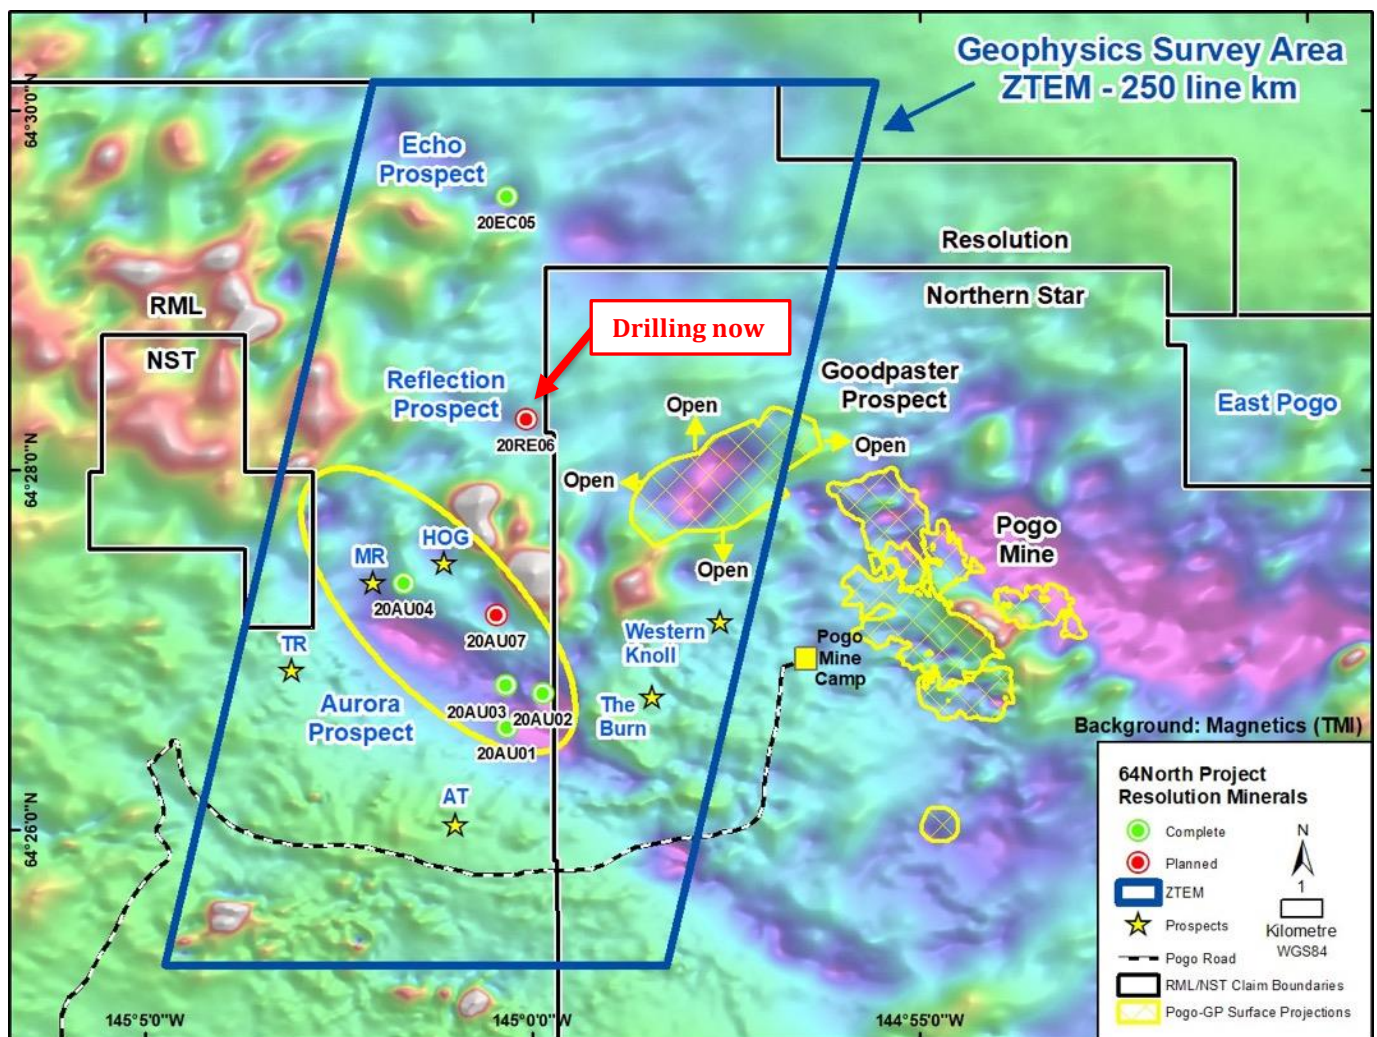 Geophysics Survey Area
ZTEM - 250 line km
64°30'0"N
Echo
Prospect
20EC05
Resolution
Northern Star
RML
NST
Drilling now
Reflection
Prospect
20RE06
Goodpaster
Prospect
East Pogo
Open
Open
Open
Open
64°28'0"N
Pogo
Mine
HOG
MR
20AU04
20AU07
Western
Knoll
Pogo
Mine
Camp
TR
Aurora
Prospect
20AU03
20AU02
20AU01
The
Burn
AT
64°26'0"N
145°5'0"W
145°0'0"W
144°55'0"W
Background: Magnetics (TMI)
64North Project
Resolution Minerals
Complete
Planned
ZTEM
Prospects
Pogo Road
RML/NST Claim Boundaries
Pogo-GP Surface Projections
N
1
Kilometre
WGS84